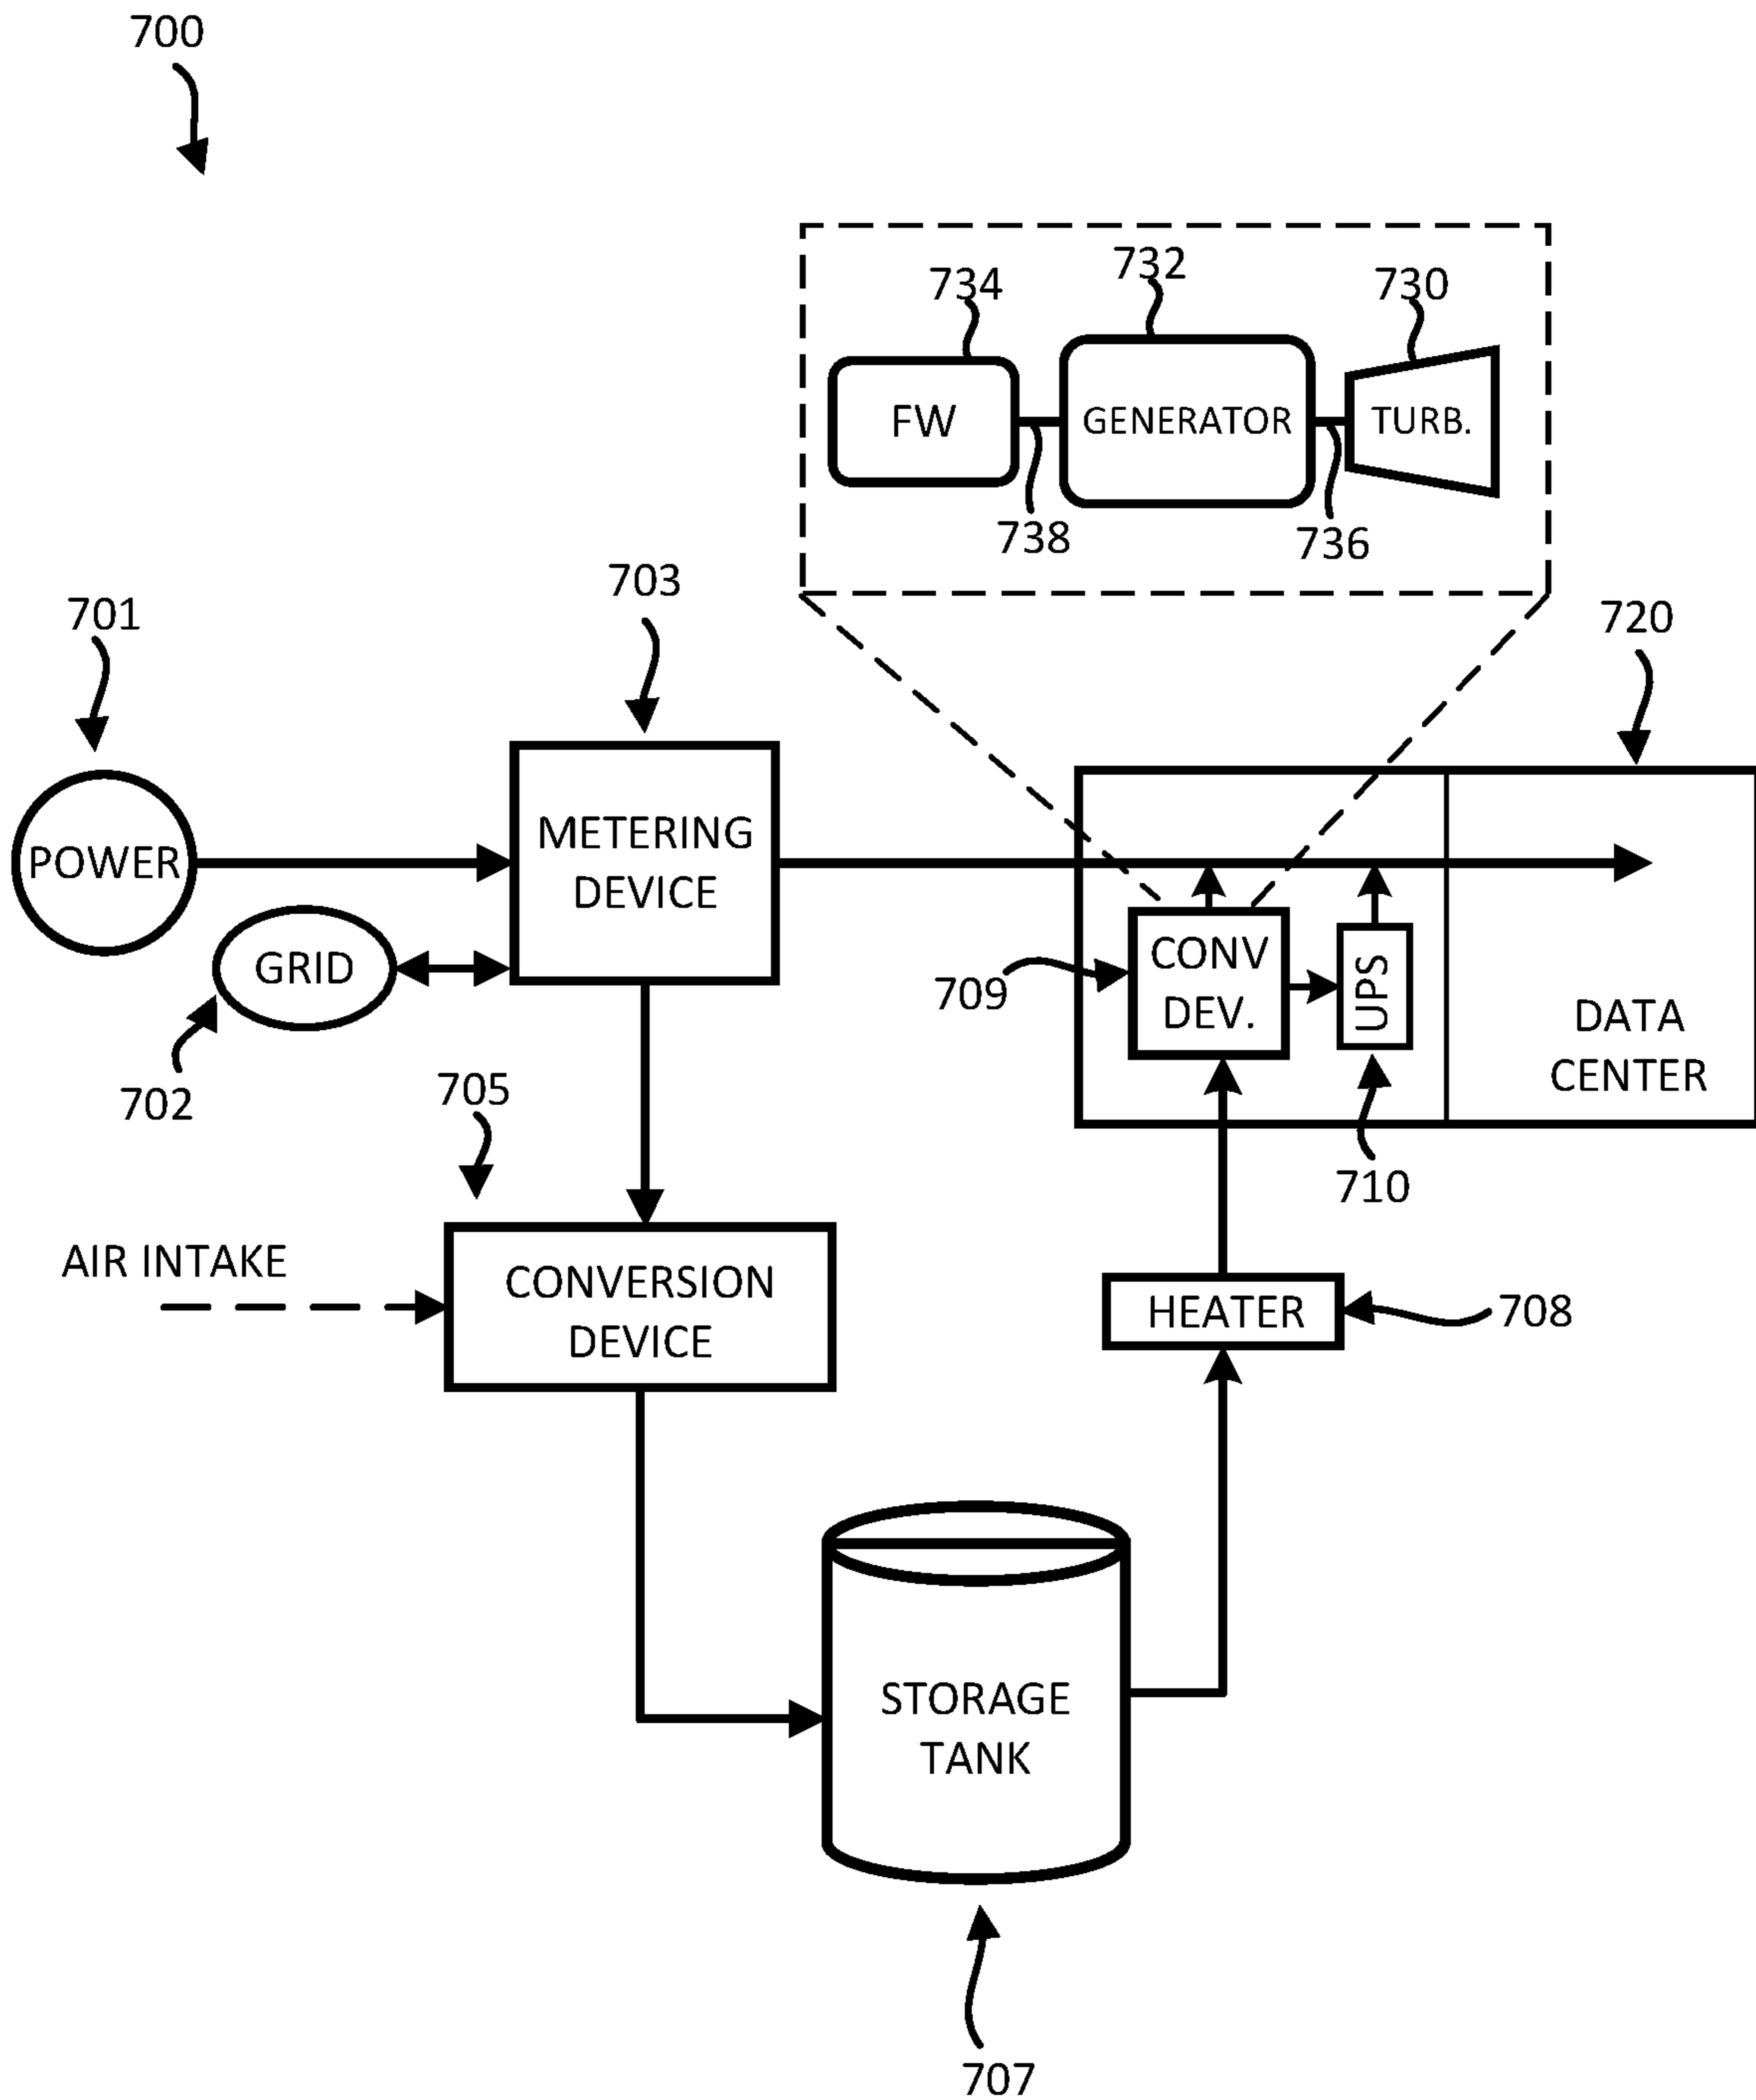 700
732
734
730
FW
GENERATOR
TURB.
738
736
703
701
720
POWER
METERING
DEVICE
GRID
CONV
DEV.
UPS
709
DATA
CENTER
702
705
710
AIR INTAKE
CONVERSION
DEVICE
HEATER
708
STORAGE
TANK
707